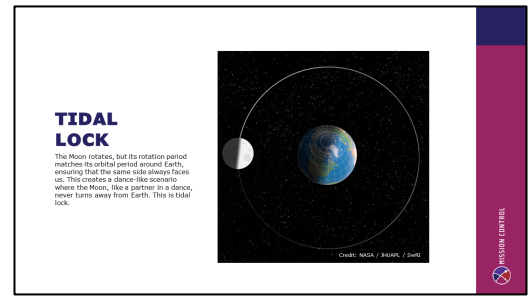 TIDAL
LOCK
The Moon rotates, but its rotation period
matches its orbital period around Earth,
ensuring that the same side always faces
us. This creates a dance-like scenario
where the Moon, like a partner in a dance,
never turns away from Earth. This is tidal
lock.
Credit: NASA / JHUAPL / SwRI
MISSION CONTROL